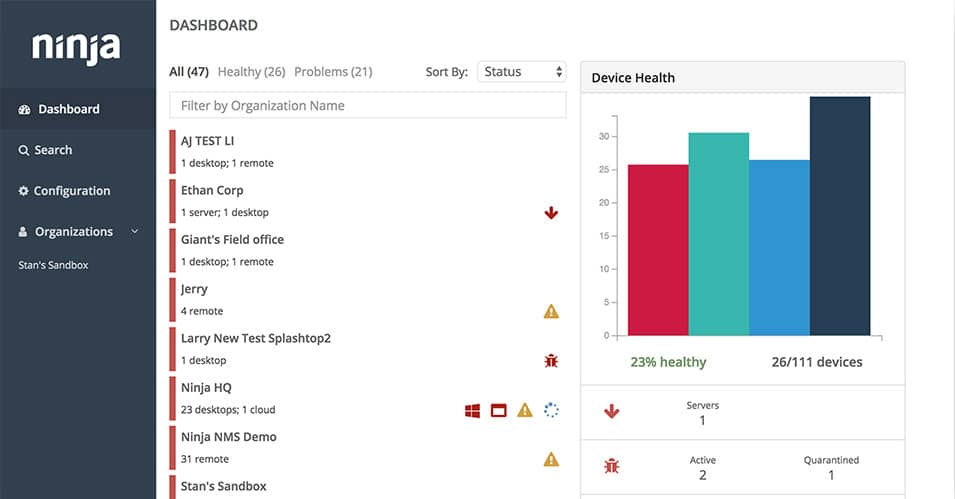 ninja
Dashboard
Search
Configuration
Organizations
Stan's Sandbox
DASHBOARD
All (47) Healthy (26) Problems (21) Sort By: Status
Filter by Organization Name
AJ TEST LI
1 desktop; 1 remote
Ethan Corp
1 server; 1 desktop
Giant's Field office
1 desktop; 1 remote
Jerry
4 remote
Larry New Test Splashtop2
1 desktop
Ninja HQ
23 desktops; 1 cloud
Ninja NMS Demo
31 remote
Stan's Sandbox
Device Health
30
25
20
15
10
5
0
23% healthy 26/111 devices
Servers
1
Active Quarantined
2 1